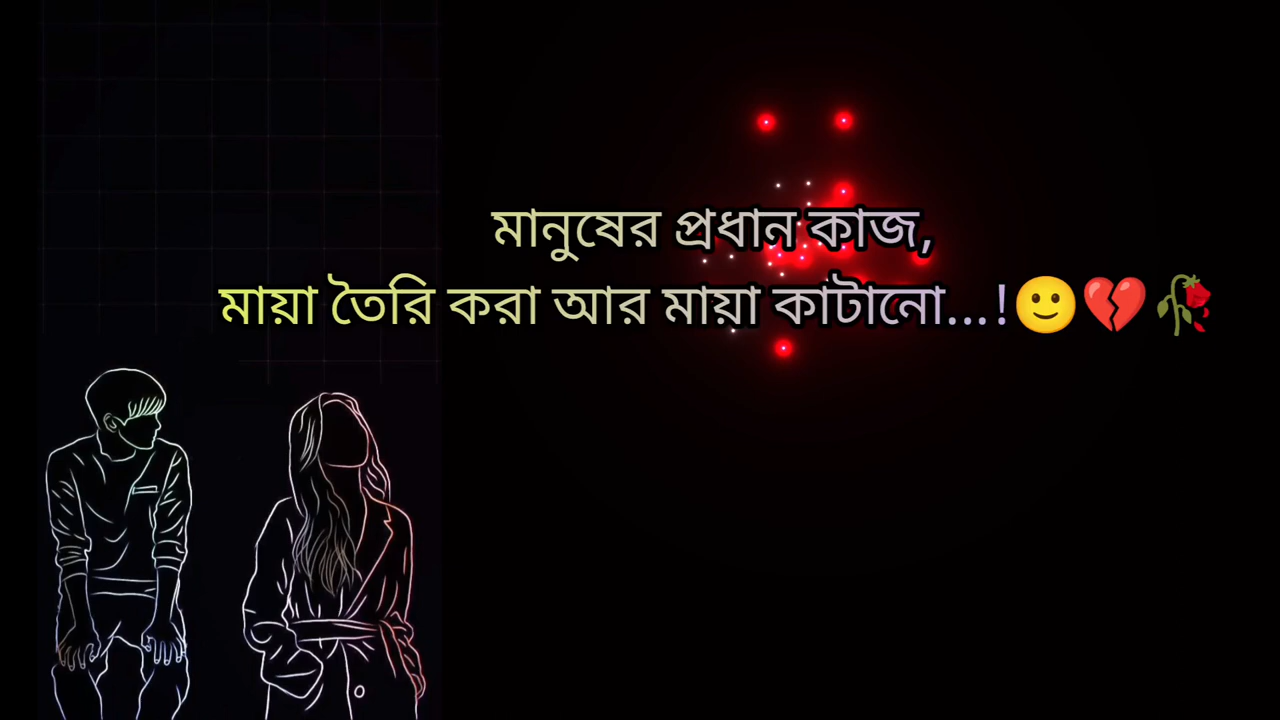 মানুষের প্রধান কাজ,
মায়া তৈরি করা আর মায়া কাটানো...!🙂💔🥀